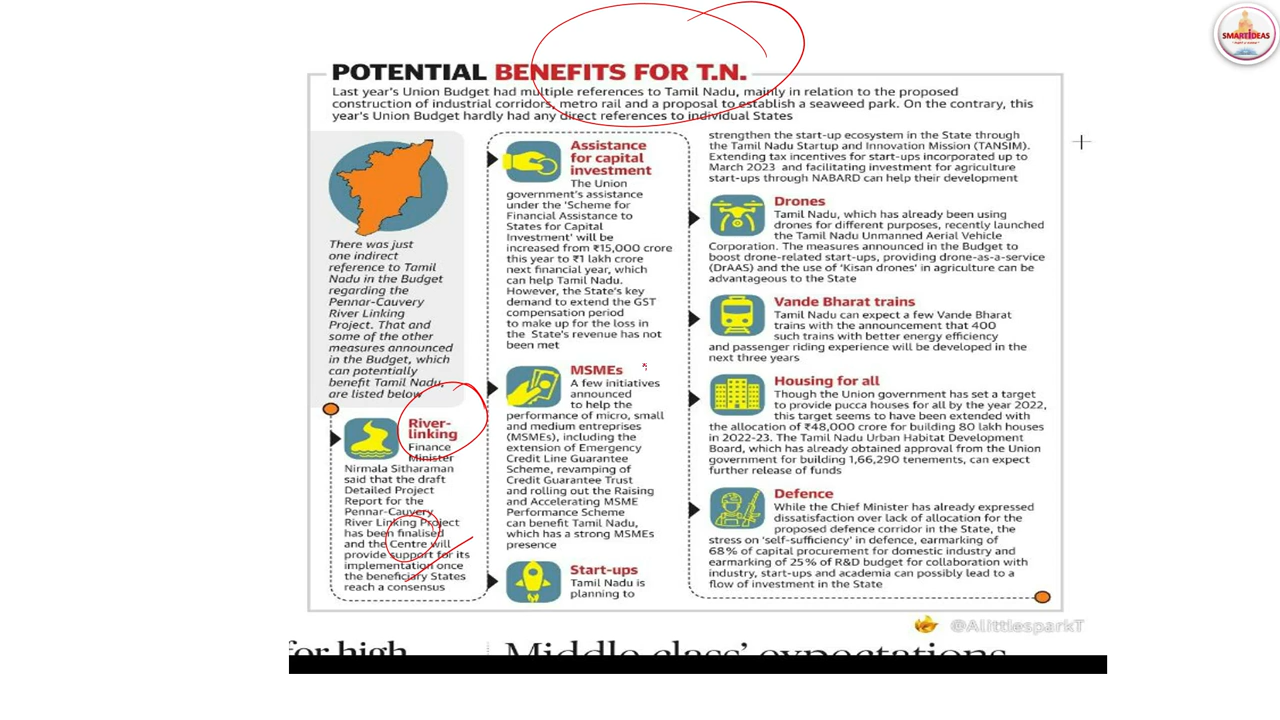 SMARTIDEAS
POTENTIAL BENEFITS FOR T.N.
Last year's Union Budget had multiple references to Tamil Nadu, mainly in relation to the proposed
construction of industrial corridors, metro rail and a proposal to establish a seaweed park. On the contrary, this
year's Union Budget hardly had any direct references to individual States
There was just
one indirect
reference to Tamil
Nadu in the Budget
regarding the
Pennar-Cauvery
River Linking
Project. That and
some of the other
measures announced
in the Budget, which
can potentially
benefit Tamil Nadu,
are listed below
River-
linking
Finance
Minister
Nirmala Sitharaman
said that the draft
Detailed Project
Report for the
Pennar-Cauvery
River Linking Project
has been finalised
and the Centre will
provide support for its
implementation once
the beneficiary States
reach a consensus
Assistance
for capital
investment
The Union
government's assistance
under the 'Scheme for
Financial Assistance to
States for Capital
Investment' will be
increased from ₹15,000 crore
this year to ₹1 lakh crore
next financial year, which
can help Tamil Nadu.
However, the State's key
demand to extend the GST
compensation period
to make up for the loss in
the State's revenue has not
been met
MSMEs
A few initiatives
announced
to help the
performance of micro, small
and medium entreprises
(MSMEs), including the
extension of Emergency
Credit Line Guarantee
Scheme, revamping of
Credit Guarantee Trust
and rolling out the Raising
and Accelerating MSME
Performance Scheme
can benefit Tamil Nadu,
which has a strong MSMEs
presence
Start-ups
Tamil Nadu is
planning to
strengthen the start-up ecosystem in the State through
the Tamil Nadu Startup and Innovation Mission (TANSIM).
Extending tax incentives for start-ups incorporated up to
March 2023 and facilitating investment for agriculture
start-ups through NABARD can help their development
Drones
Tamil Nadu, which has already been using
drones for different purposes, recently launched
the Tamil Nadu Unmanned Aerial Vehicle
Corporation. The measures announced in the Budget to
boost drone-related start-ups, providing drone-as-a-service
(DrAAS) and the use of 'Kisan drones' in agriculture can be
advantageous to the State
Vande Bharat trains
Tamil Nadu can expect a few Vande Bharat
trains with the announcement that 400
such trains with better energy efficiency
and passenger riding experience will be developed in the
next three years
Housing for all
Though the Union government has set a target
to provide pucca houses for all by the year 2022,
this target seems to have been extended with
the allocation of ₹48,000 crore for building 80 lakh houses
in 2022-23. The Tamil Nadu Urban Habitat Development
Board, which has already obtained approval from the Union
government for building 1,66,290 tenements, can expect
further release of funds
Defence
While the Chief Minister has already expressed
dissatisfaction over lack of allocation for the
proposed defence corridor in the State, the
stress on 'self-sufficiency' in defence, earmarking of
68% of capital procurement for domestic industry and
earmarking of 25% of R&D budget for collaboration with
industry, start-ups and academia can possibly lead to a
flow of investment in the State
@AlittlesparkT
for high
Middle class' expectations